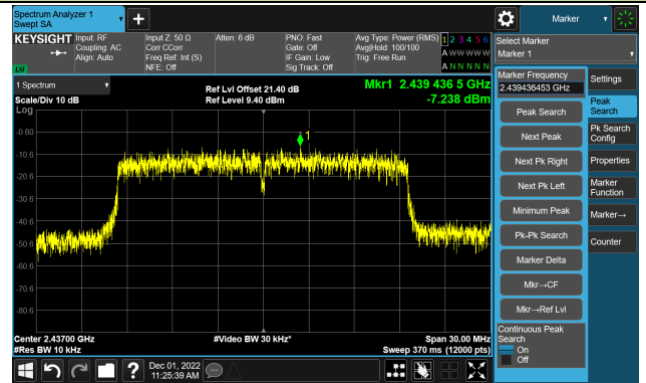 Spectrum Analyzer 1
Swept SA
Marker
KEYSIGHT
Input: RF
Coupling: AC
Align: Auto
Input Z: 50 Ω
Corr CCorr
Freq Ref: Int (S)
NFE: Off
Atten: 6 dB
PNO: Fast
Gate: Off
IF Gain: Low
Sig Track: Off
Avg Type: Power (RMS)
Avg|Hold: 100/100
Trig: Free Run
1 2 3 4 5 6
A W W W W W
A N N N N N
LXI
1 Spectrum
Scale/Div 10 dB
Log
Ref Lvl Offset 21.40 dB
Ref Level 9.40 dBm
Mkr1 2.439 436 5 GHz
-7.238 dBm
1
-0.60
-10.6
-20.6
-30.6
-40.6
-50.6
-60.6
-70.6
-80.6
Center 2.43700 GHz
#Res BW 10 kHz
#Video BW 30 kHz*
Span 30.00 MHz
Sweep 370 ms (12000 pts)
Select Marker
Marker 1
Marker Frequency
2.439436453 GHz
Peak Search
Next Peak
Next Pk Right
Next Pk Left
Minimum Peak
Pk-Pk Search
Marker Delta
Mkr→CF
Mkr→Ref Lvl
Continuous Peak
Search
On
Off
Settings
Peak
Search
Pk Search
Config
Properties
Marker
Function
Marker→
Counter
?
Dec 01, 2022
11:25:39 AM